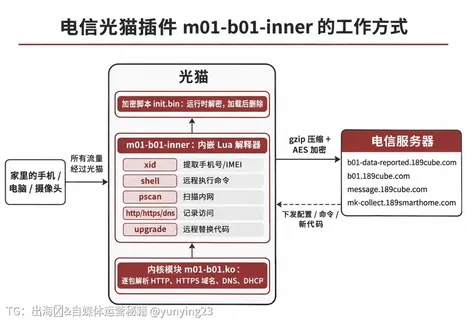 电信光猫插件 m01-b01-inner 的工作方式
光猫
加密脚本 init.bin：运行时解密，加载后删除
m01-b01-inner：内嵌 Lua 解释器
xid 提取手机号/IMEI
shell 远程执行命令
pscan 扫描内网
http/https/dns 记录访问
upgrade 远程替换代码
内核模块 m01-b01.ko：
逐包解析 HTTP、HTTPS 域名、DNS、DHCP
家里的手机 /
电脑 / 摄像头
所有流量
经过光猫
gzip 压缩 +
AES 加密
下发配置 / 命令 /
新代码
电信服务器
b01-data-reported.189cube.com
b01.189cube.com
message.189cube.com
mk-collect.189smarthome.com
TG：出海&自媒体运营秘籍 @yunying23